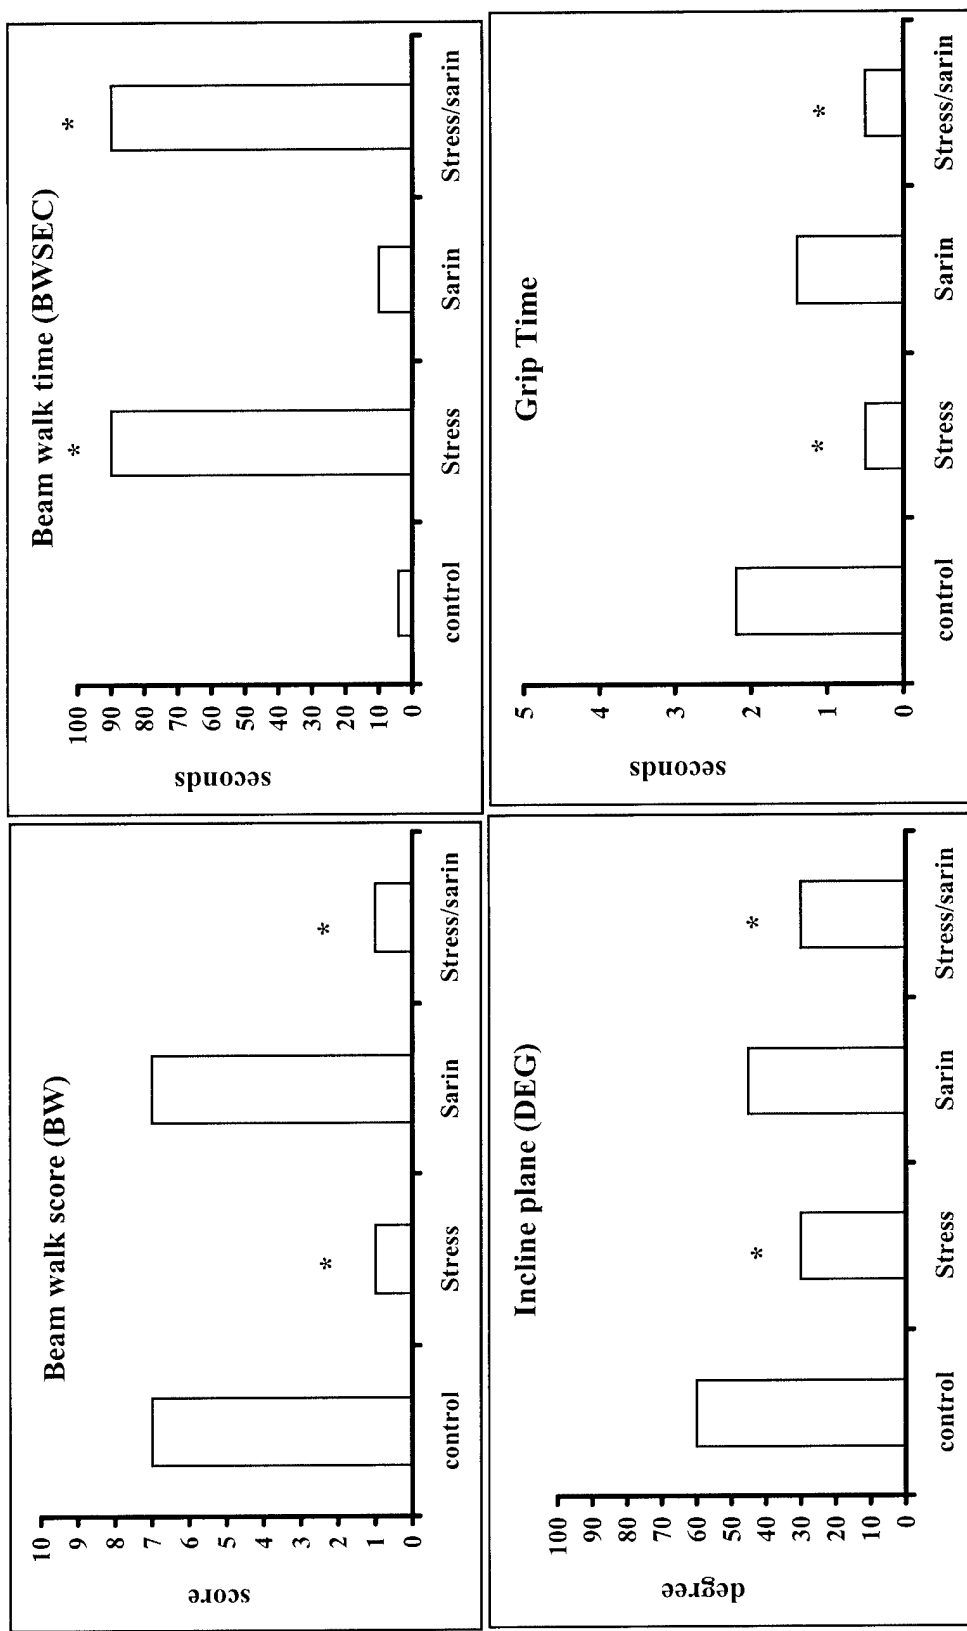 Beam walk score (BW)
score
10
9
8
7
6
5
4
3
2
1
0
*
*
control
Stress
Sarin
Stress/sarin
Beam walk time (BWSEC)
seconds
100
90
80
70
60
50
40
30
20
10
0
*
*
control
Stress
Sarin
Stress/sarin
Incline plane (DEG)
degree
100
90
80
70
60
50
40
30
20
10
0
*
*
control
Stress
Sarin
Stress/sarin
Grip Time
seconds
5
4
3
2
1
0
*
*
control
Stress
Sarin
Stress/sarin